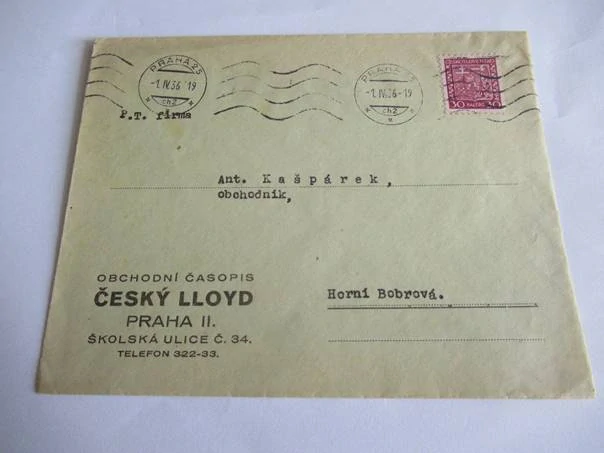 PRAHA 25
-1.IV.36 19
ch2
PRAHA 25
-1.IV.36-19
ch2
ČESKOSLOVENSKO
30 HALÉŘŮ 30
P.T. firma
Ant. Kašpárek,
obchodník,
Horní Bobrová.
OBCHODNÍ ČASOPIS
ČESKÝ LLOYD
PRAHA II.
ŠKOLSKÁ ULICE Č. 34.
TELEFON 322-33.